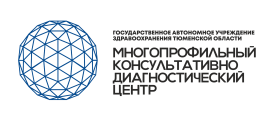 ГОСУДАРСТВЕННОЕ АВТОНОМНОЕ УЧРЕЖДЕНИЕ
ЗДРАВООХРАНЕНИЯ ТЮМЕНСКОЙ ОБЛАСТИ
МНОГОПРОФИЛЬНЫЙ
КОНСУЛЬТАТИВНО
ДИАГНОСТИЧЕСКИЙ
ЦЕНТР